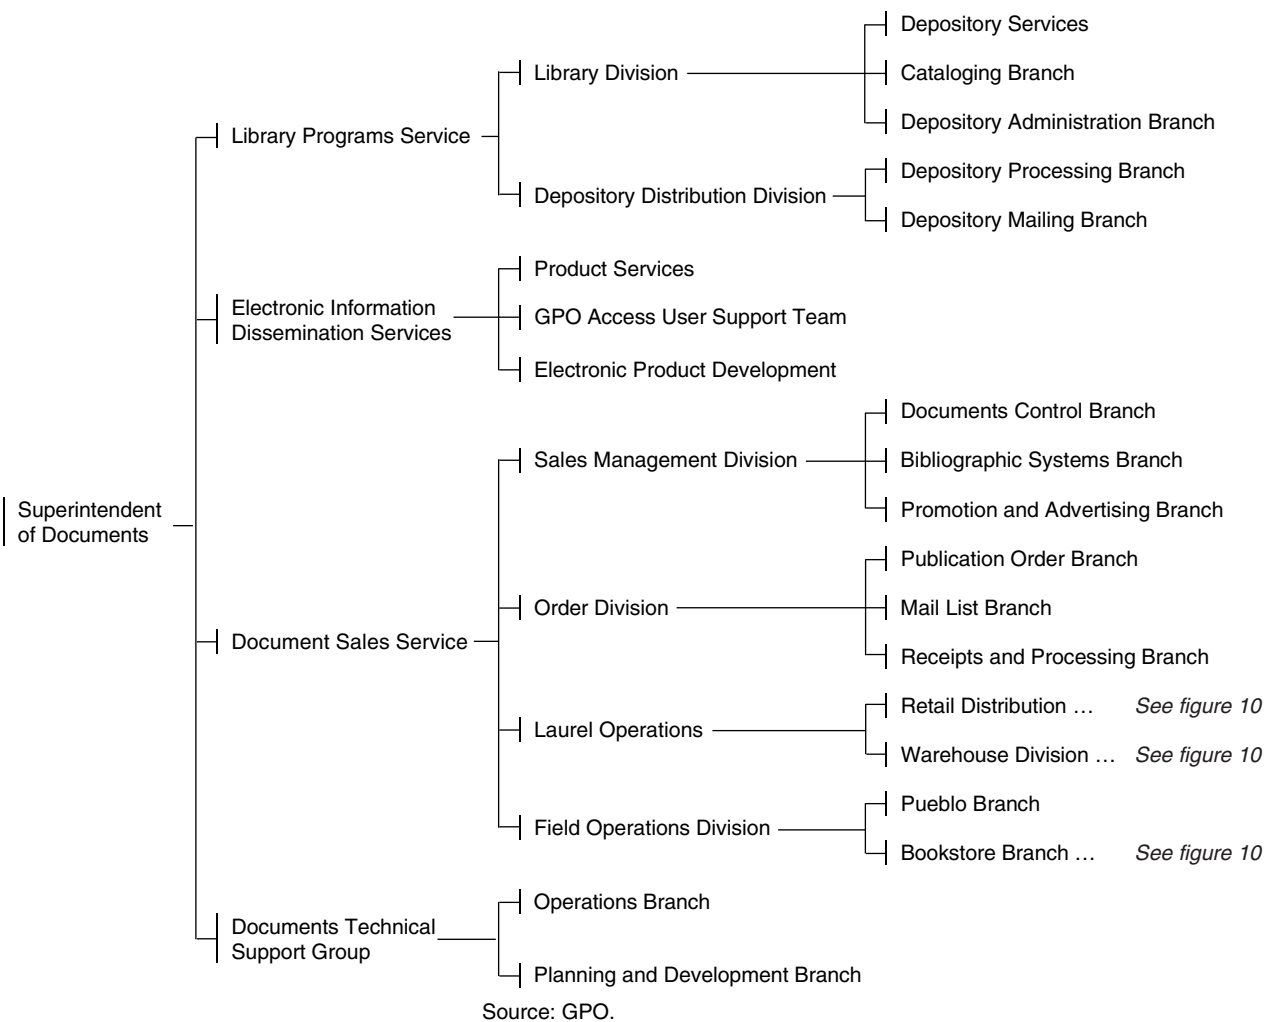 Superintendent
of Documents
Library Programs Service
Library Division
Depository Services
Cataloging Branch
Depository Administration Branch
Depository Distribution Division
Depository Processing Branch
Depository Mailing Branch
Electronic Information
Dissemination Services
Product Services
GPO Access User Support Team
Electronic Product Development
Document Sales Service
Sales Management Division
Documents Control Branch
Bibliographic Systems Branch
Promotion and Advertising Branch
Order Division
Publication Order Branch
Mail List Branch
Receipts and Processing Branch
Laurel Operations
Retail Distribution … See figure 10
Warehouse Division … See figure 10
Field Operations Division
Pueblo Branch
Bookstore Branch … See figure 10
Documents Technical
Support Group
Operations Branch
Planning and Development Branch
Source: GPO.